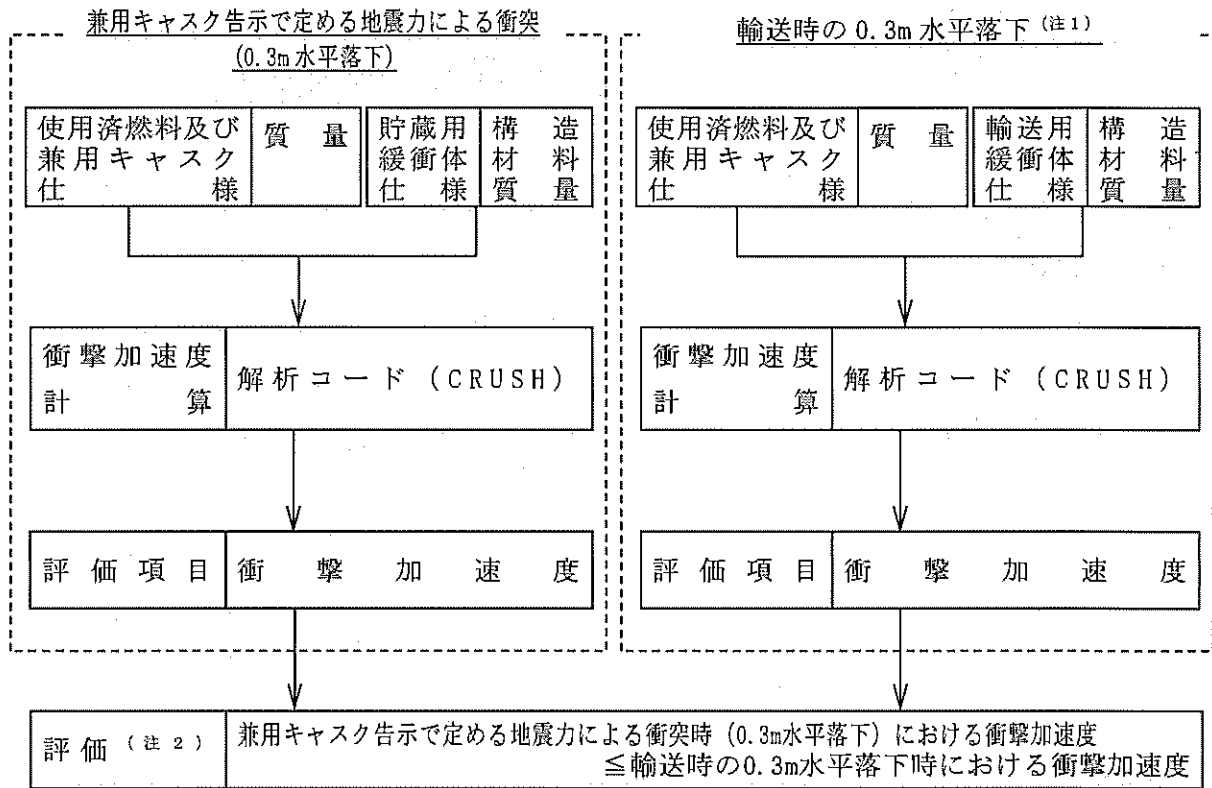 兼用キャスク告示で定める地震力による衝突
(0.3m水平落下)
使用済燃料及び
兼用キャスク
仕様
質量
貯蔵用
緩衝体
仕様
構造
材料
質量
衝撃加速度
計算
解析コード(CRUSH)
評価項目
衝撃加速度
輸送時の0.3m水平落下(注1)
使用済燃料及び
兼用キャスク
仕様
質量
輸送用
緩衝体
仕様
構造
材料
質量
衝撃加速度
計算
解析コード(CRUSH)
評価項目
衝撃加速度
評価(注2)
兼用キャスク告示で定める地震力による衝突時(0.3m水平落下)における衝撃加速度
≦輸送時の0.3m水平落下時における衝撃加速度